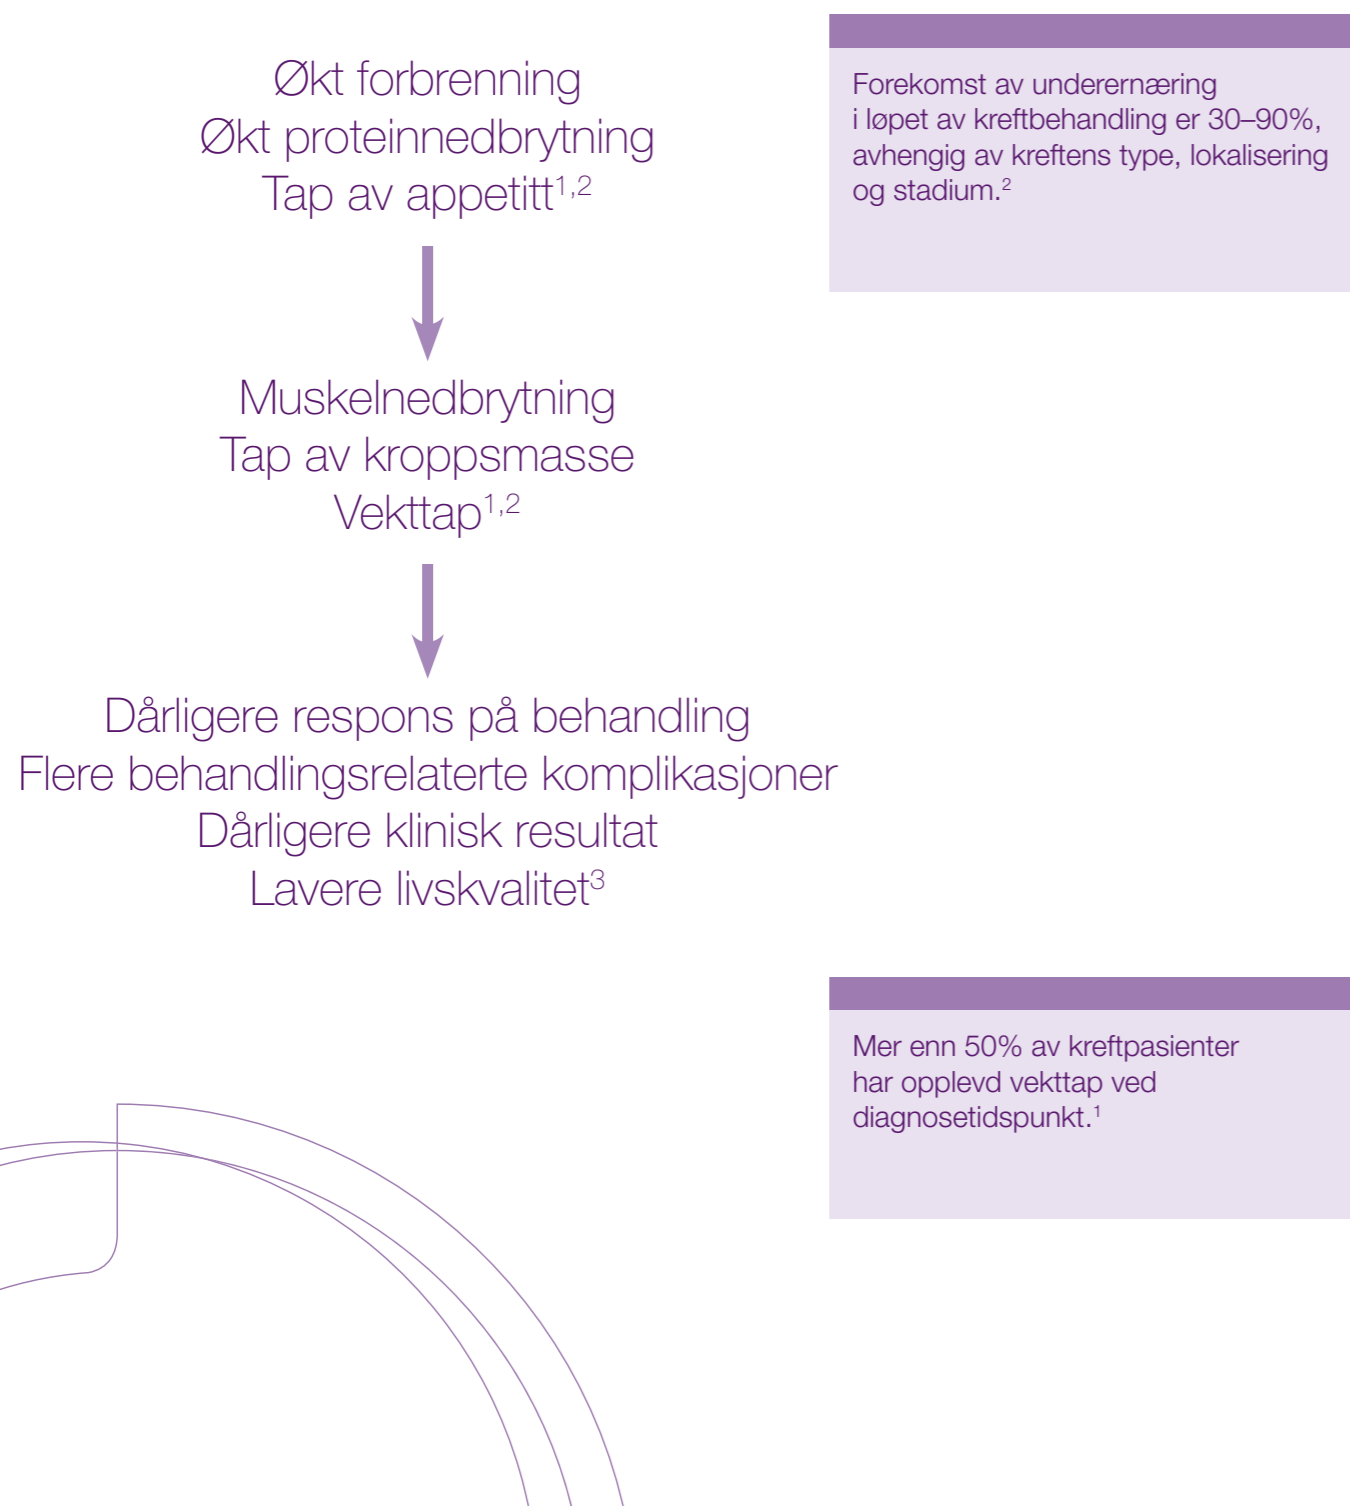 Økt forbrenning
Økt proteinnedbrytning
Tap av appetitt¹,²
Forekomst av underernæring
i løpet av kreftbehandling er 30–90%,
avhengig av kreftens type, lokalisering
og stadium.²
Muskelnedbrytning
Tap av kroppsmasse
Vekttap¹,²
Dårligere respons på behandling
Flere behandlingsrelaterte komplikasjoner
Dårligere klinisk resultat
Lavere livskvalitet³
Mer enn 50% av kreftpasienter
har opplevd vekttap ved
diagnosetidspunkt.¹